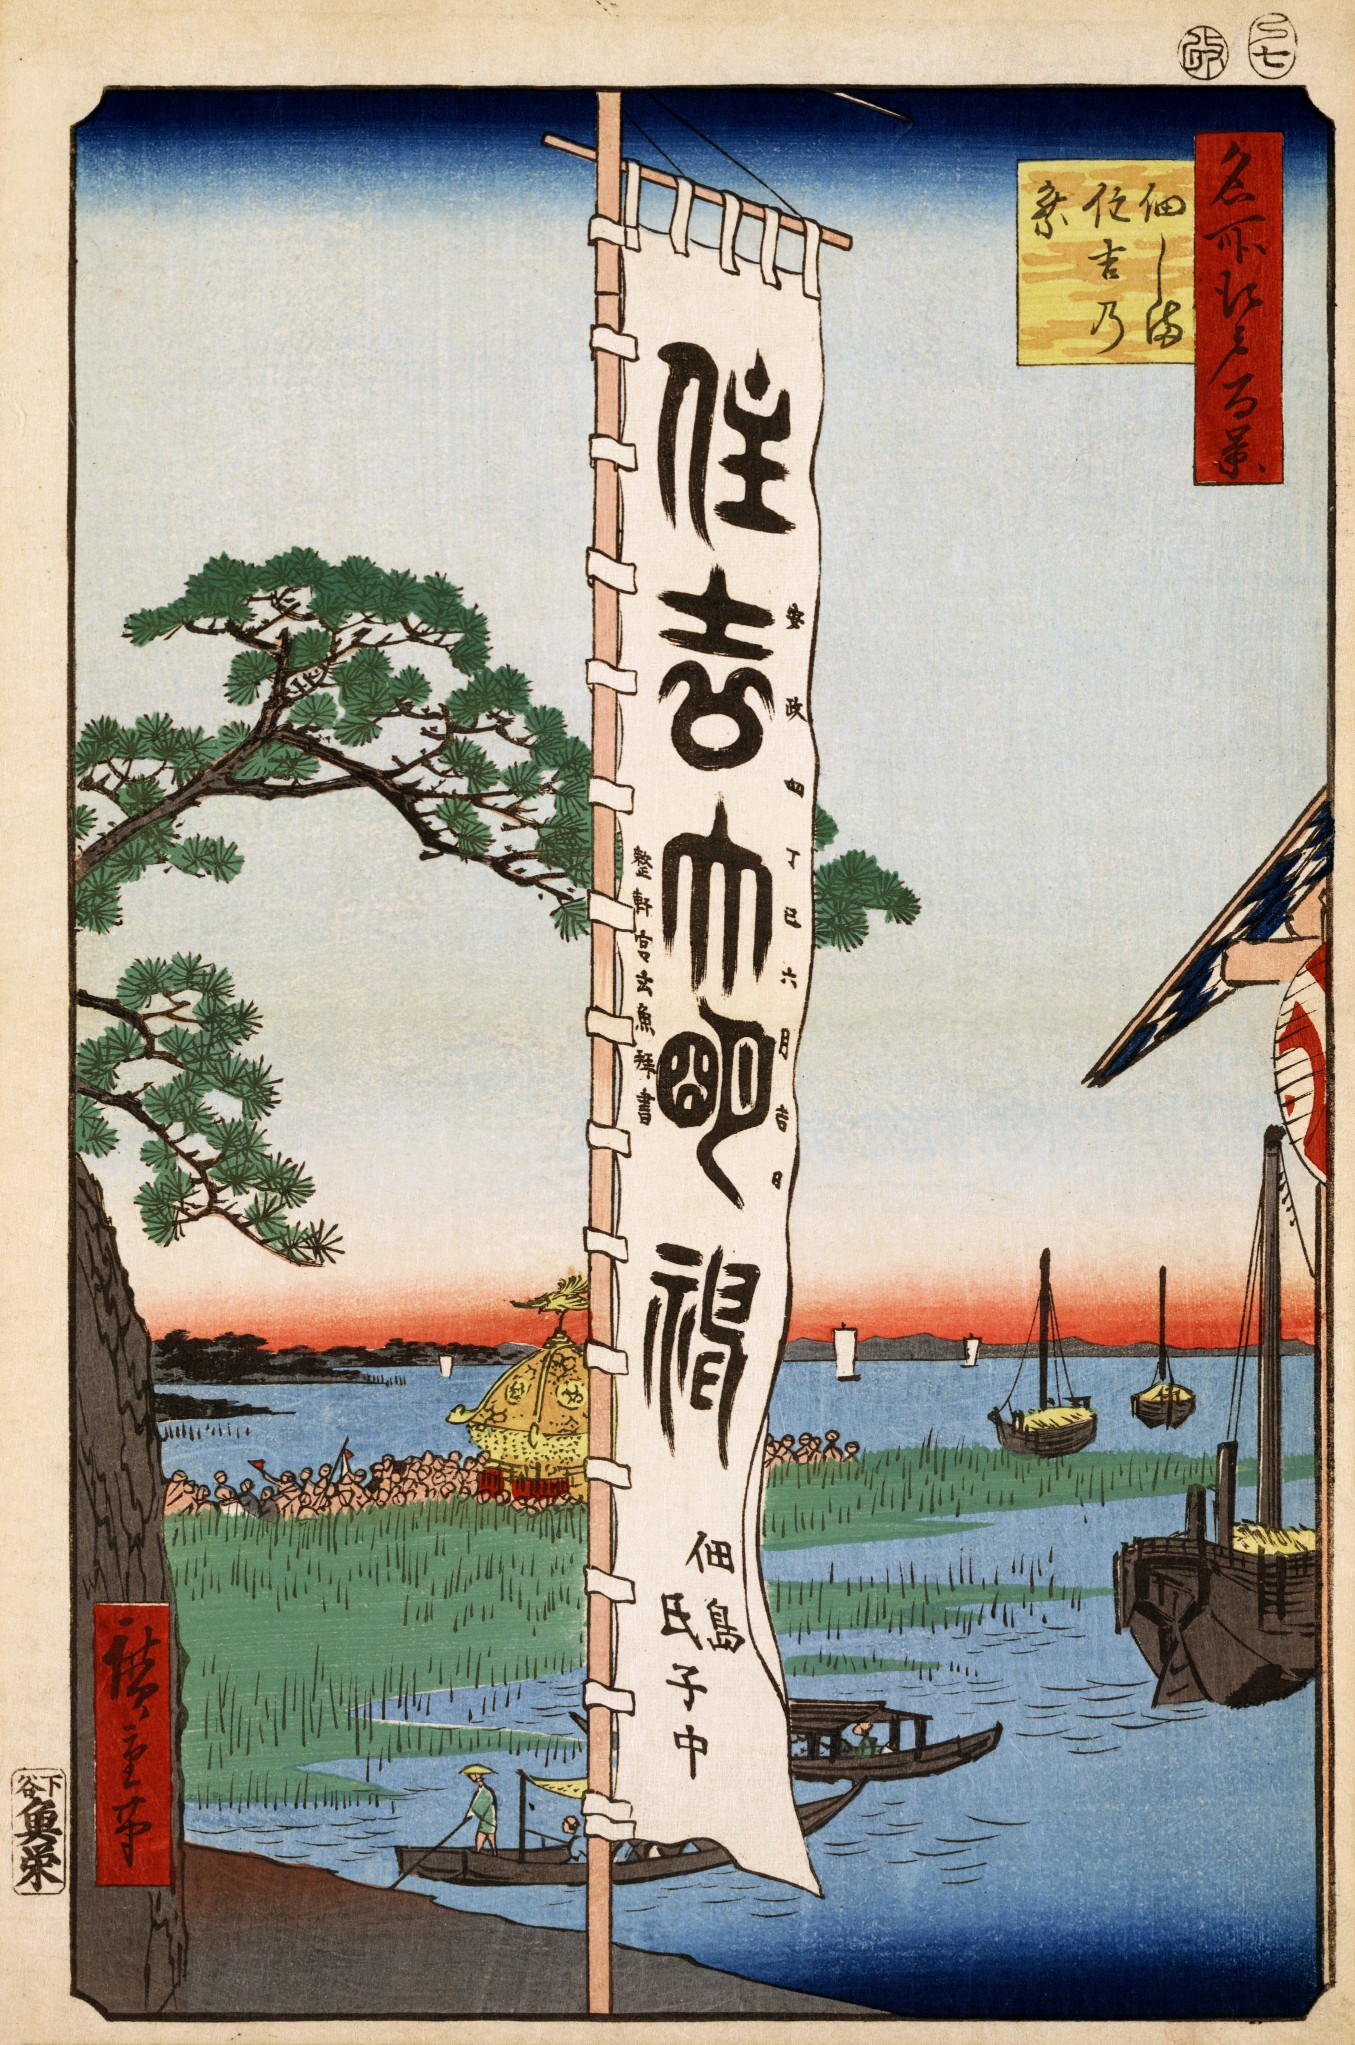 巳七
改
名所江戸百景
佃しま
住吉乃
祭
安政四丁巳六月吉日
住吉大明神
整軒宮玄魚拝書
佃島
氏子中
廣重筆
下谷
魚栄